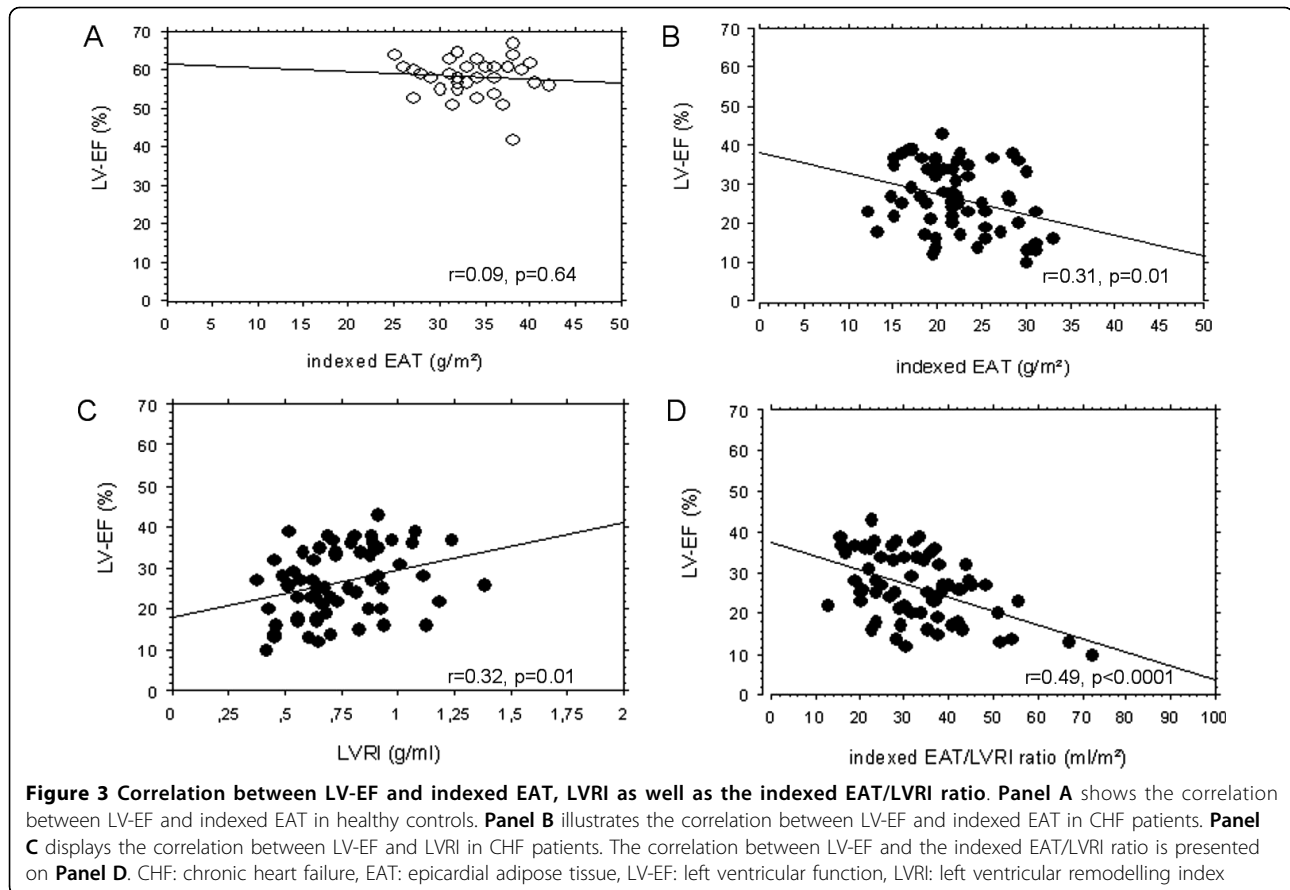 A
70
60
50
40
30
20
10
0
LV-EF (%)
r=0.09, p=0.64
0 5 10 15 20 25 30 35 40 45 50
indexed EAT (g/m²)
B
70
60
50
40
30
20
10
0
LV-EF (%)
r=0.31, p=0.01
0 5 10 15 20 25 30 35 40 45 50
indexed EAT (g/m²)
C
70
60
50
40
30
20
10
0
LV-EF (%)
r=0.32, p=0.01
0 ,25 ,5 ,75 1 1,25 1,5 1,75 2
LVRI (g/ml)
D
70
60
50
40
30
20
10
0
LV-EF (%)
r=0.49, p<0.0001
0 10 20 30 40 50 60 70 80 90 100
indexed EAT/LVRI ratio (ml/m²)
Figure 3 Correlation between LV-EF and indexed EAT, LVRI as well as the indexed EAT/LVRI ratio. Panel A shows the correlation
between LV-EF and indexed EAT in healthy controls. Panel B illustrates the correlation between LV-EF and indexed EAT in CHF patients. Panel
C displays the correlation between LV-EF and LVRI in CHF patients. The correlation between LV-EF and the indexed EAT/LVRI ratio is presented
on Panel D. CHF: chronic heart failure, EAT: epicardial adipose tissue, LV-EF: left ventricular function, LVRI: left ventricular remodelling index